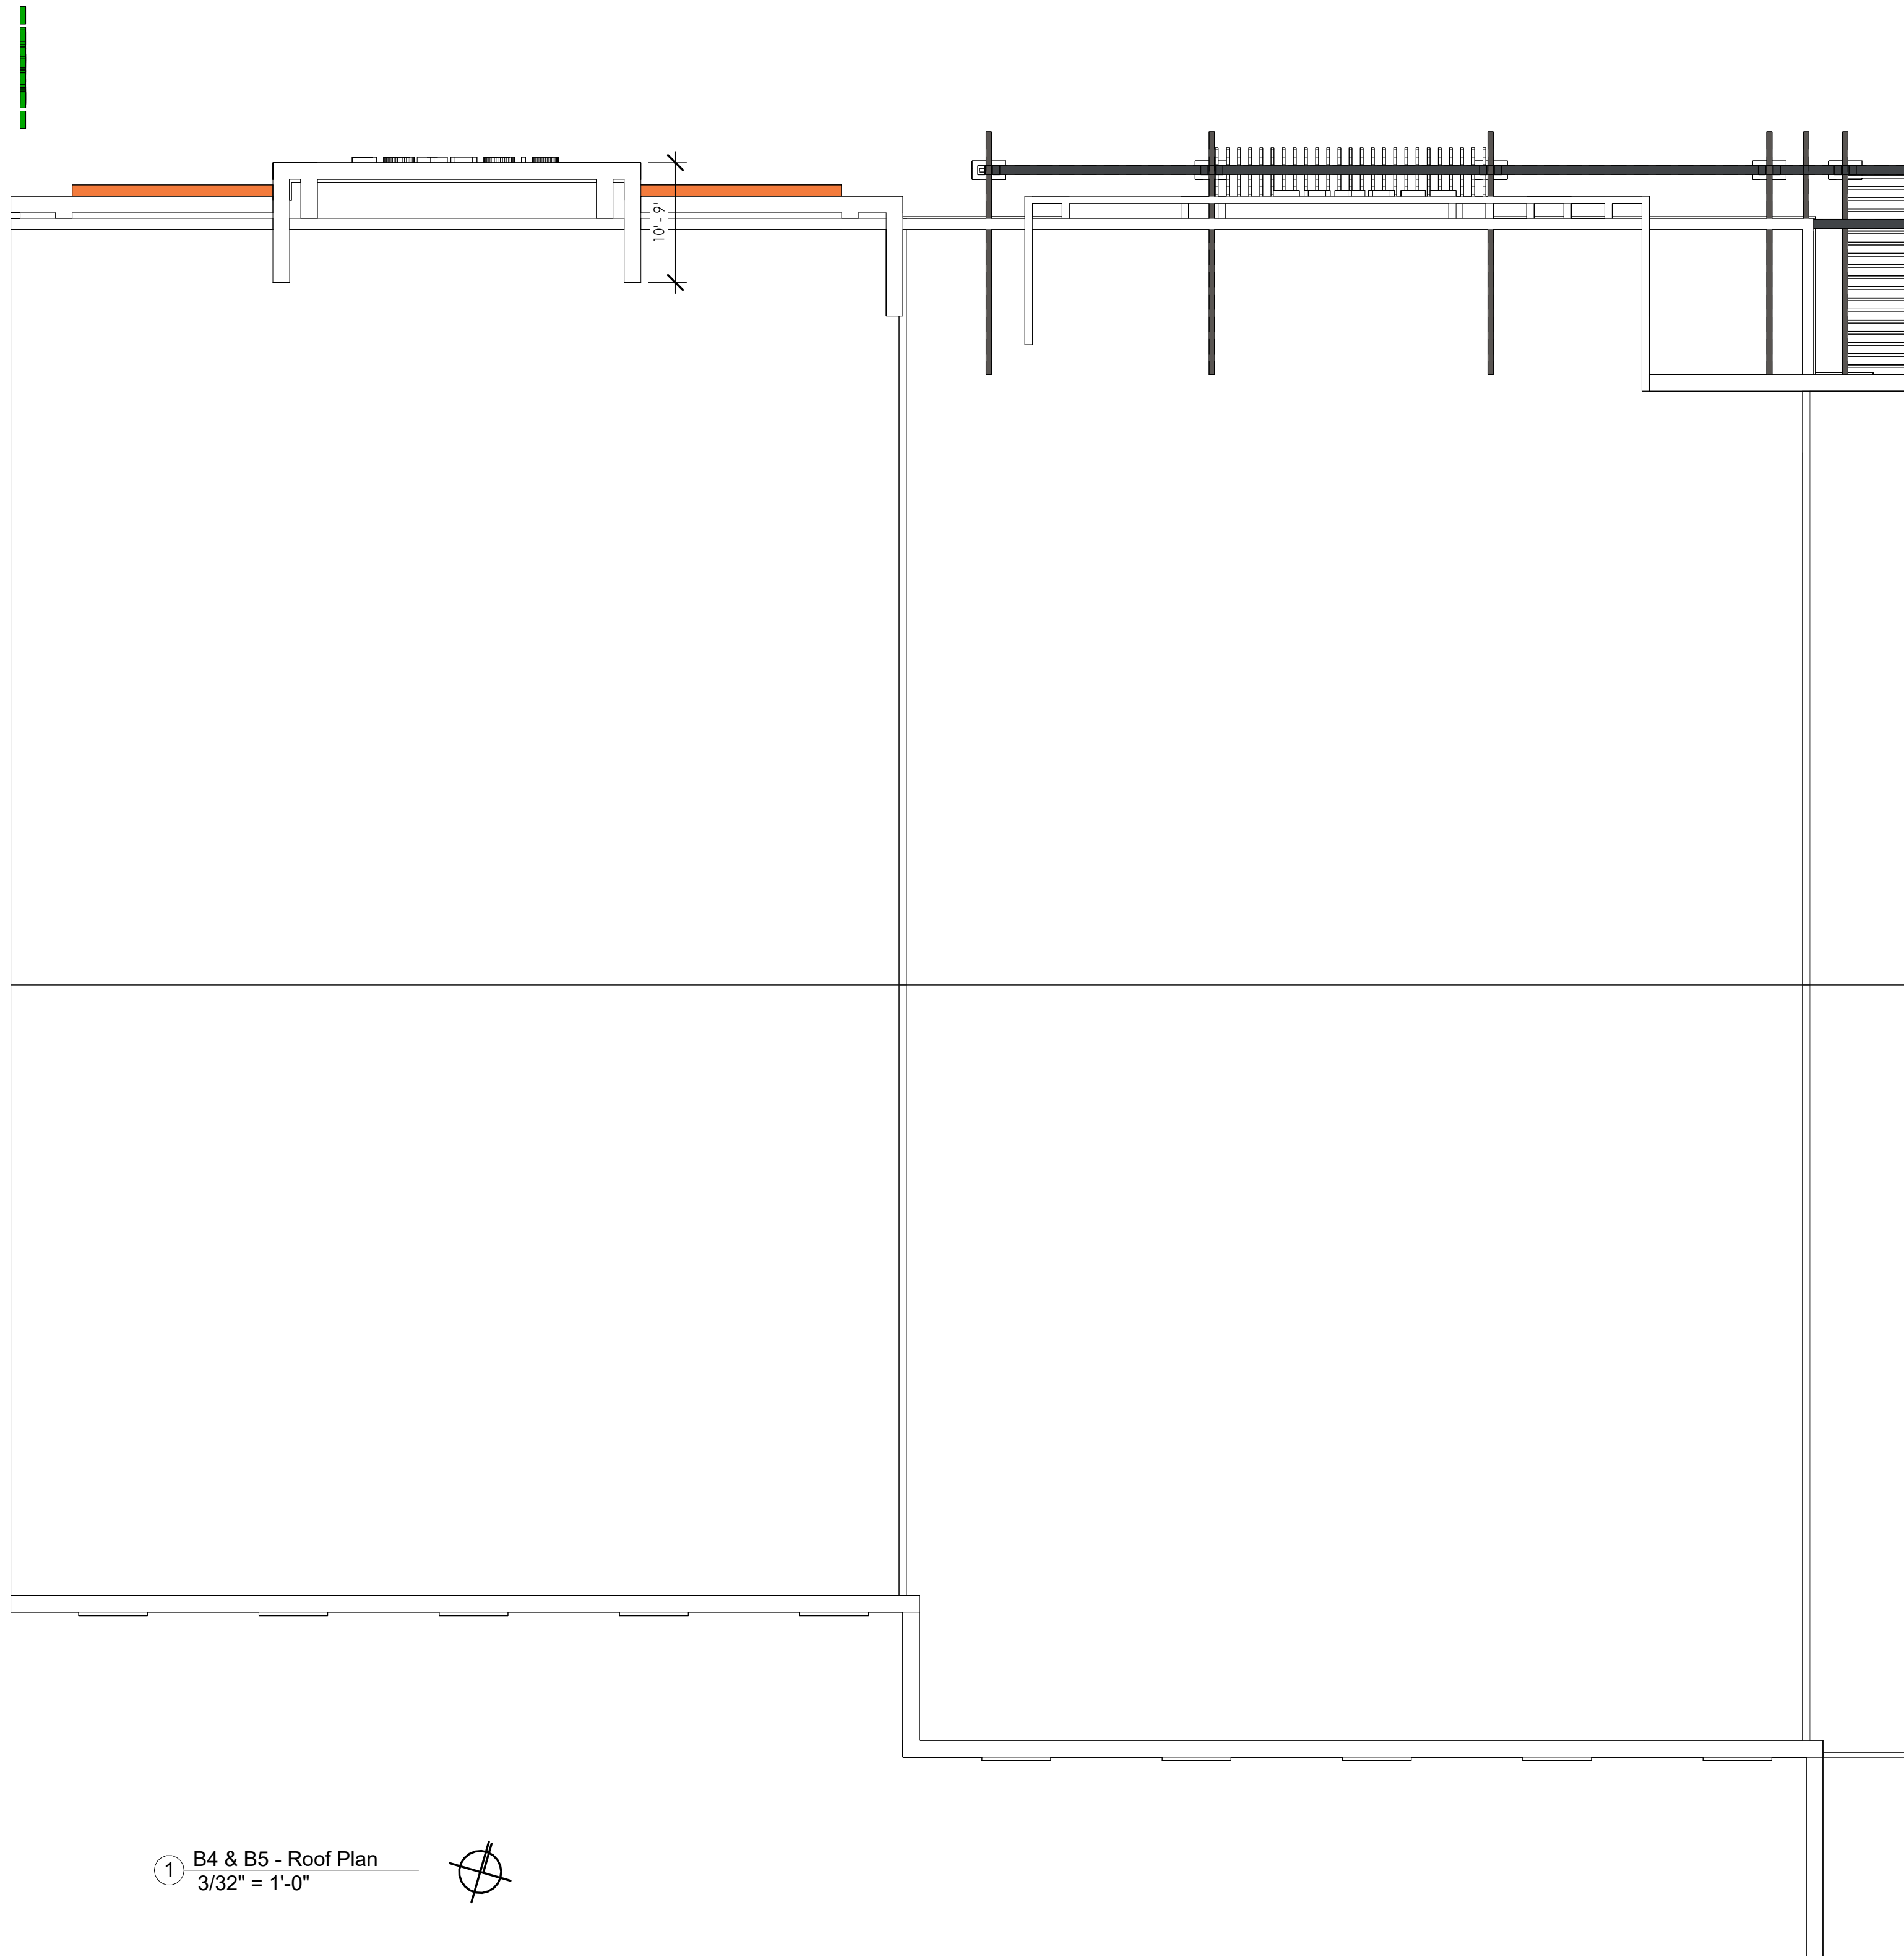 10' - 9"
1
B4 & B5 - Roof Plan
3/32" = 1'-0"